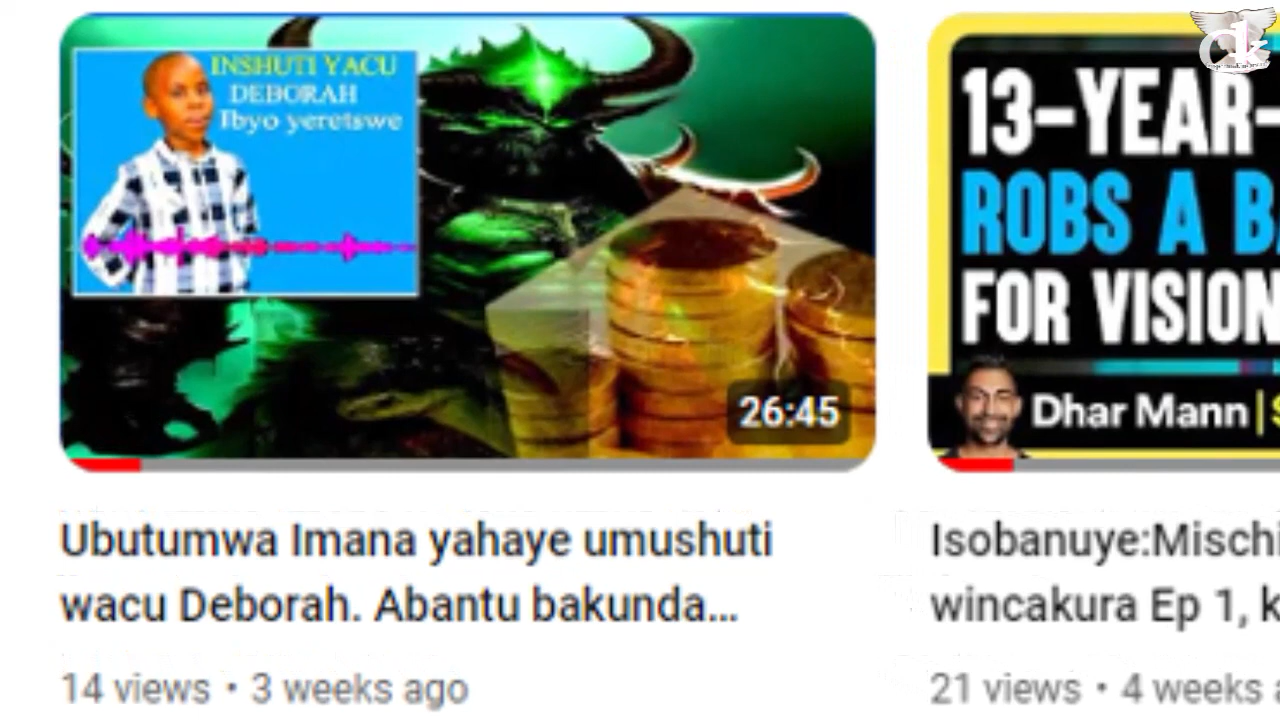 INSHUTI YACU
DEBORAH
Ibyo yeretswe
26:45
Ubutumwa Imana yahaye umushuti
wacu Deborah. Abantu bakunda...
14 views • 3 weeks ago
13-YEAR-
ROBS A B
FOR VISION
Dhar Mann |
Isobanuye:Mischi
wincakura Ep 1, k
21 views • 4 weeks a
dk